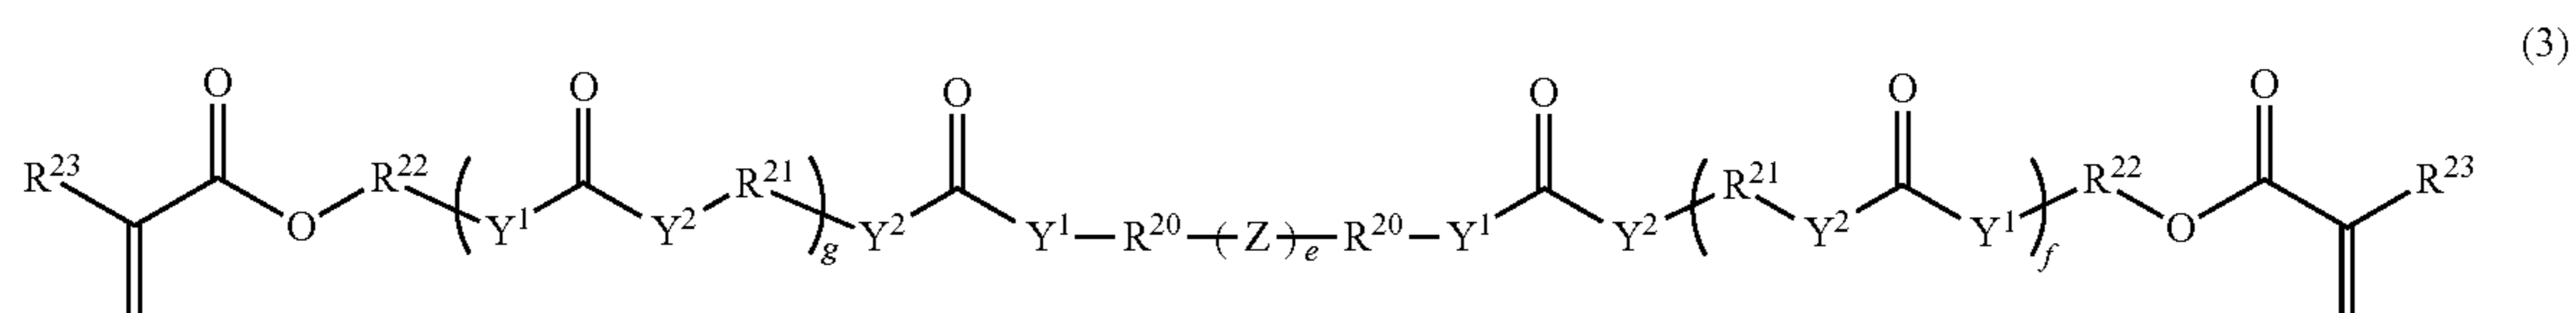 (3)
O O O O O O
R²³ R²² R²¹ R²¹ R²² R²³
O Y¹ Y² g Y² Y¹—R²⁰—(Z)e—R²⁰—Y¹ Y² Y² Y¹ f O